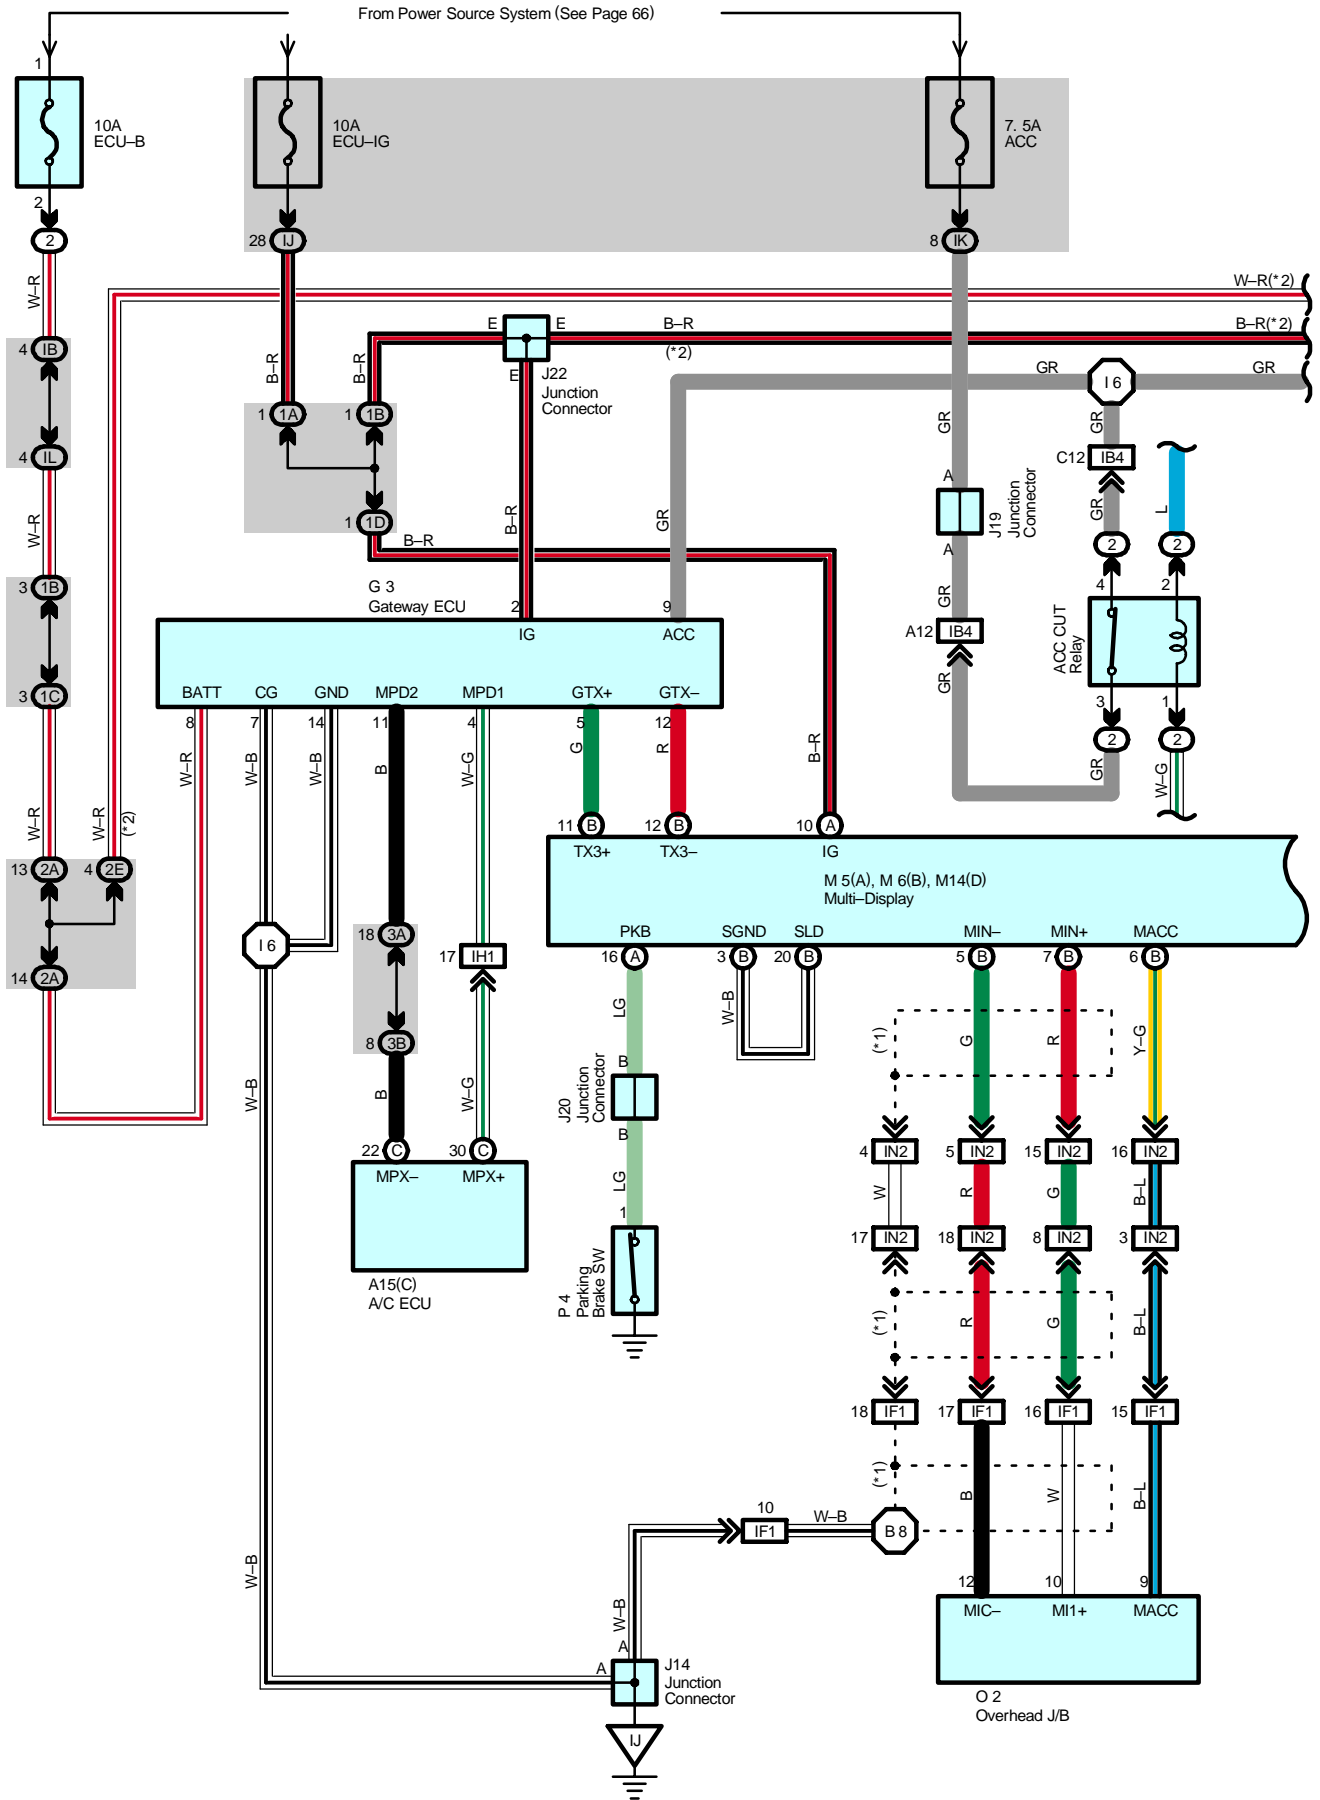 From Power Source System (See Page 66)
1
10A
ECU–B
10A
ECU–IG
7. 5A
ACC
2
2
28 IJ
8 IK
W–R
W–R(*2)
E E
B–R
(*2)
B–R(*2)
4 IB
B–R
B–R
E
J22
Junction
Connector
GR
I 6
GR
1 1A
1 1B
GR
GR
4 IL
C12 IB4
L
A
J19
Junction
Connector
GR
W–R
1 1D
B–R
B–R
GR
A
2
2
4
2
G 3
Gateway ECU
3 1B
GR
2
9
IG
ACC
A12 IB4
ACC CUT
Relay
GR
3 1C
BATT
CG
GND
MPD2
MPD1
GTX+
GTX–
3
1
8
7
14
11
4
5
12
2
2
W–R
W–B
W–B
B
W–G
G
R
B–R
GR
W–G
W–R
W–R
(*2)
11 B
12 B
10 A
TX3+
TX3–
IG
13 2A
4 2E
M 5(A), M 6(B), M14(D)
Multi–Display
18 3A
I 6
PKB
SGND
SLD
MIN–
MIN+
MACC
17 IH1
16 A
3 B
20 B
5 B
7 B
6 B
14 2A
LG
W–B
(*1)
G
R
Y–G
8 3B
B
W–B
B
W–G
J20
Junction
Connector
B
22 C
30 C
4 IN2
5 IN2
15 IN2
16 IN2
MPX–
MPX+
LG
W
R
G
B–L
1
17 IN2
18 IN2
8 IN2
3 IN2
P 4
Parking
Brake SW
A15(C)
A/C ECU
(*1)
R
G
B–L
18 IF1
17 IF1
16 IF1
15 IF1
(*1)
B
W
B–L
10
IF1
W–B
B 8
W–B
12
10
9
W–B
MIC–
MI1+
MACC
A
A
J14
Junction
Connector
O 2
Overhead J/B
IJ